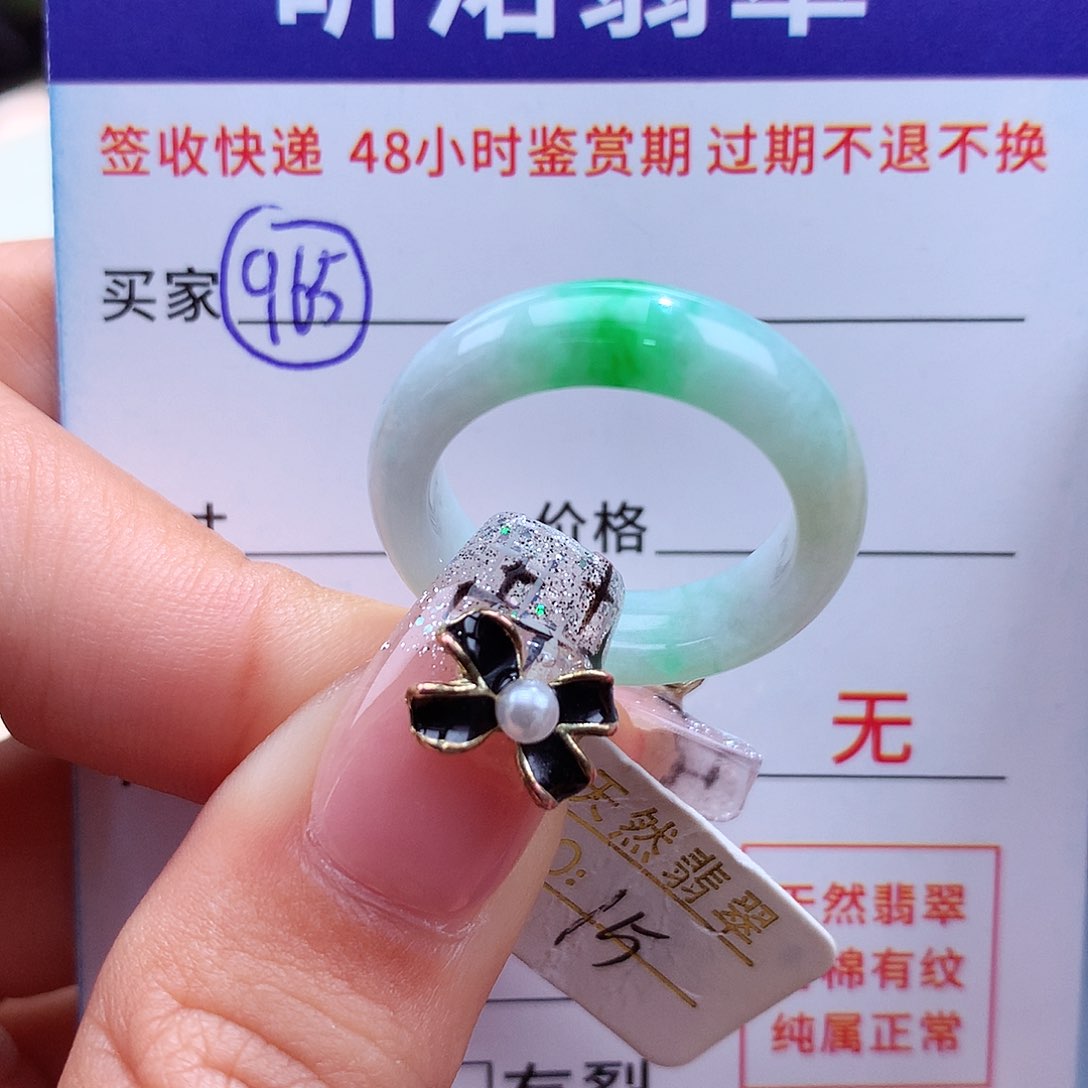 翡翠
签收快递 48小时鉴赏期 过期不退不换
买家 965
价格
无
天然翡翠
15
天然翡翠
棉有纹
纯属正常